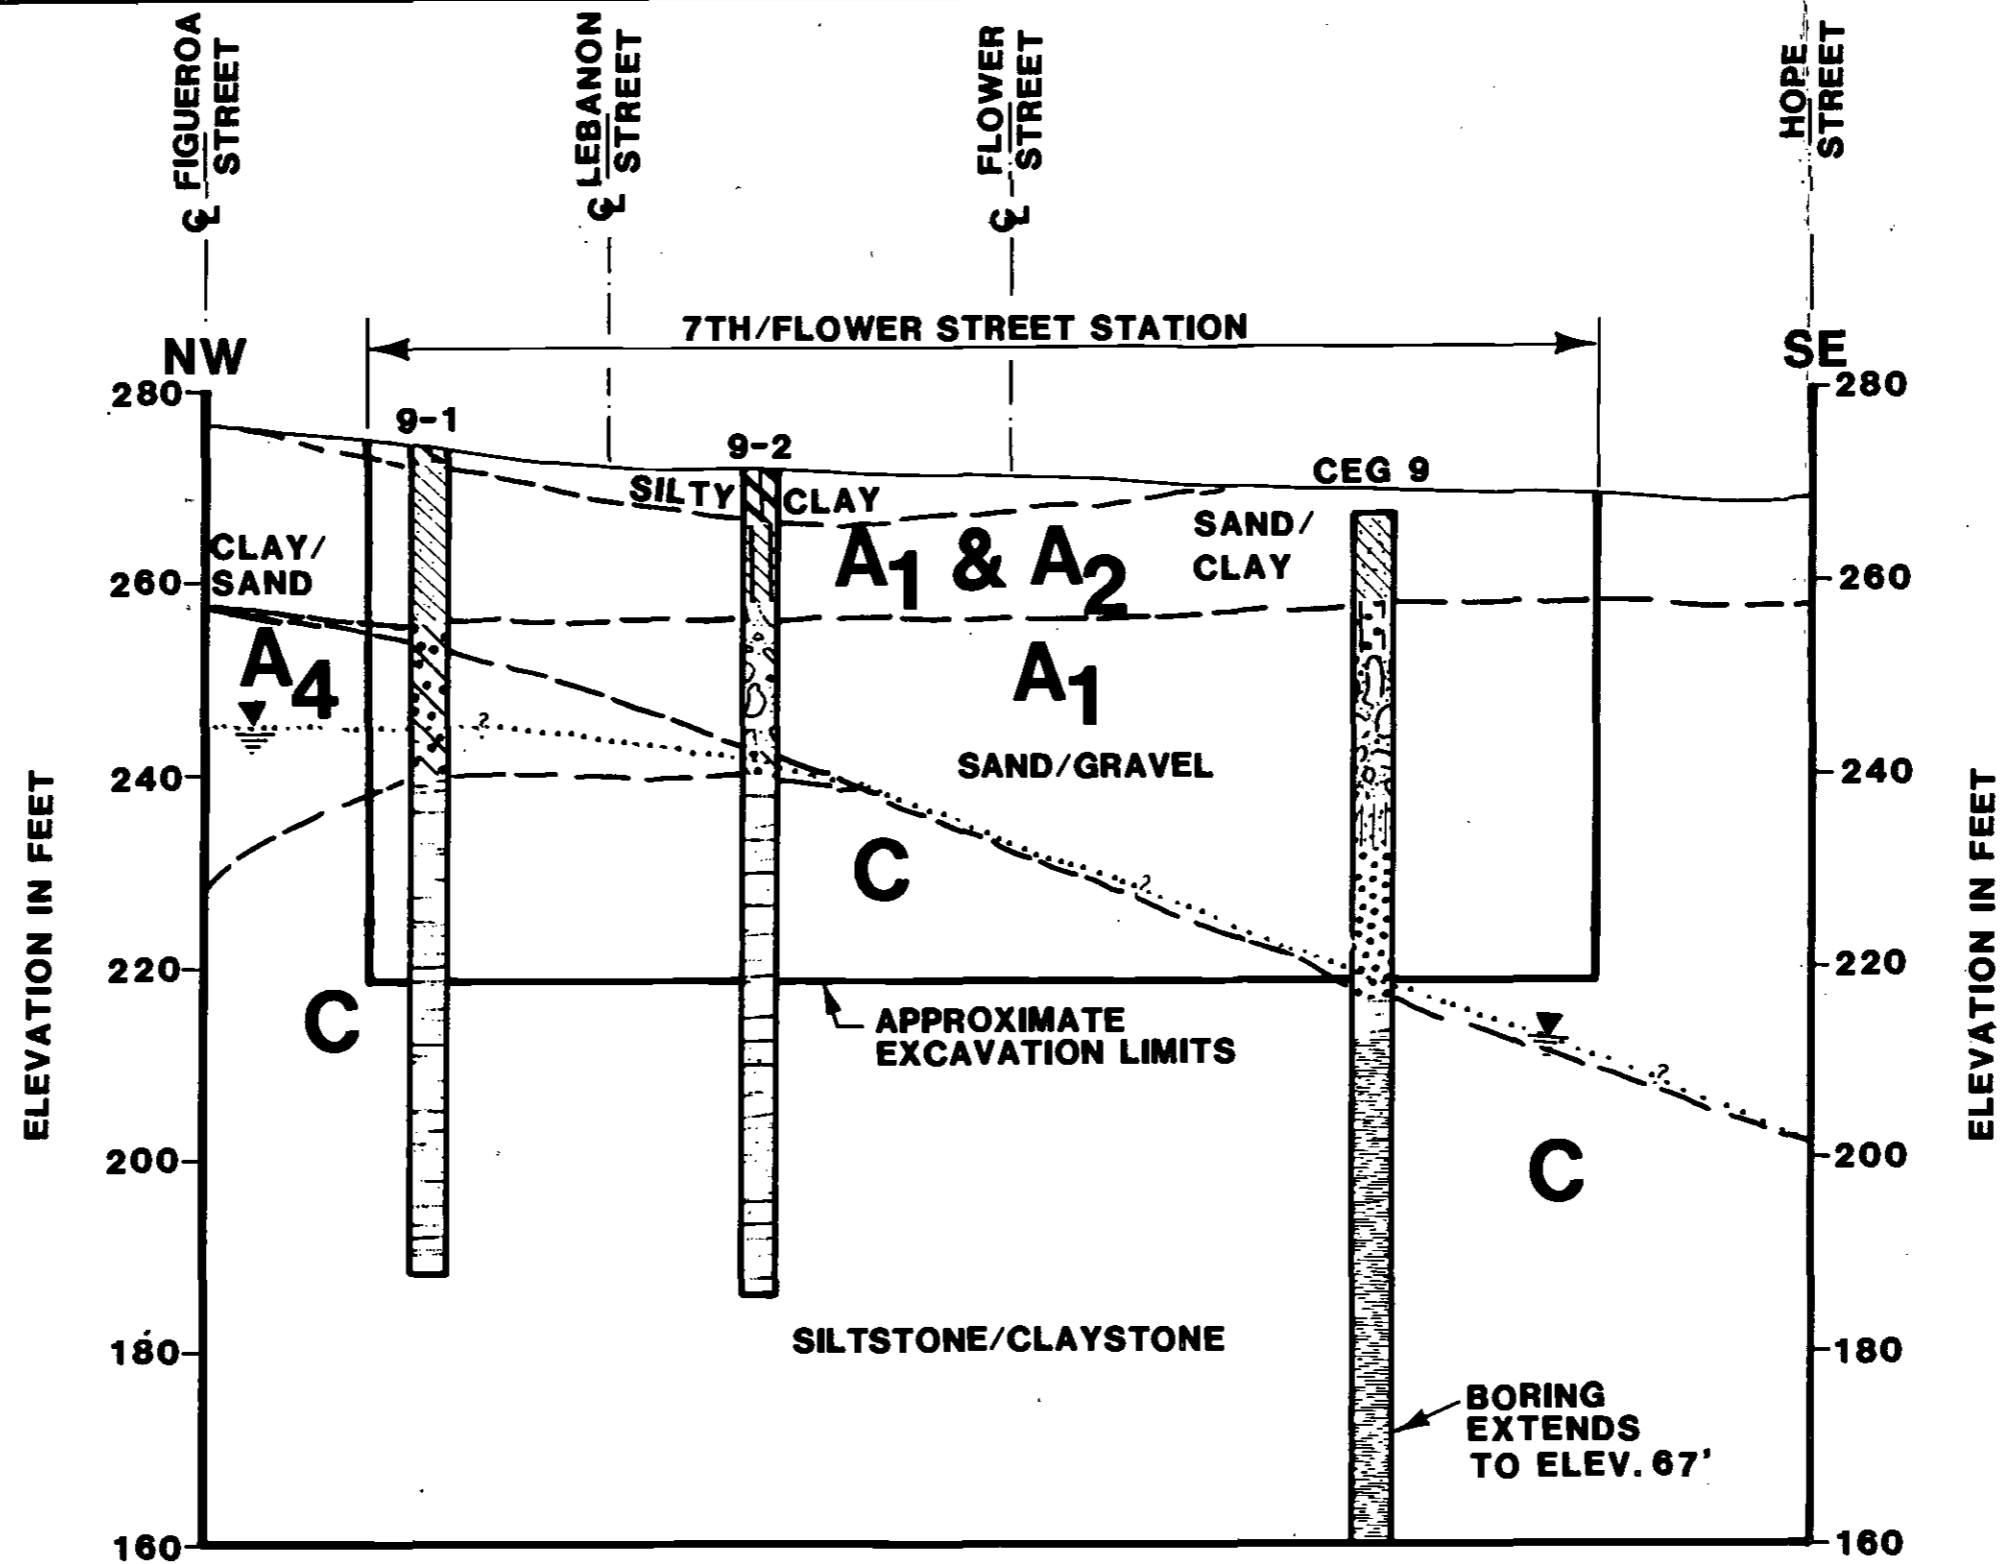 FIGUEROA
STREET
℄
LEBANON
STREET
℄
FLOWER
STREET
℄
HOPE
STREET
7TH/FLOWER STREET STATION
NW
SE
280
280
9-1
9-2
CEG 9
SILTY CLAY
SAND/
CLAY
CLAY/
SAND
A1 & A2
260
260
A4
A1
?
SAND/GRAVEL
240
240
C
?
220
220
C
APPROXIMATE
EXCAVATION LIMITS
?
ELEVATION IN FEET
ELEVATION IN FEET
200
200
C
SILTSTONE/CLAYSTONE
180
180
BORING
EXTENDS
TO ELEV. 67'
160
160